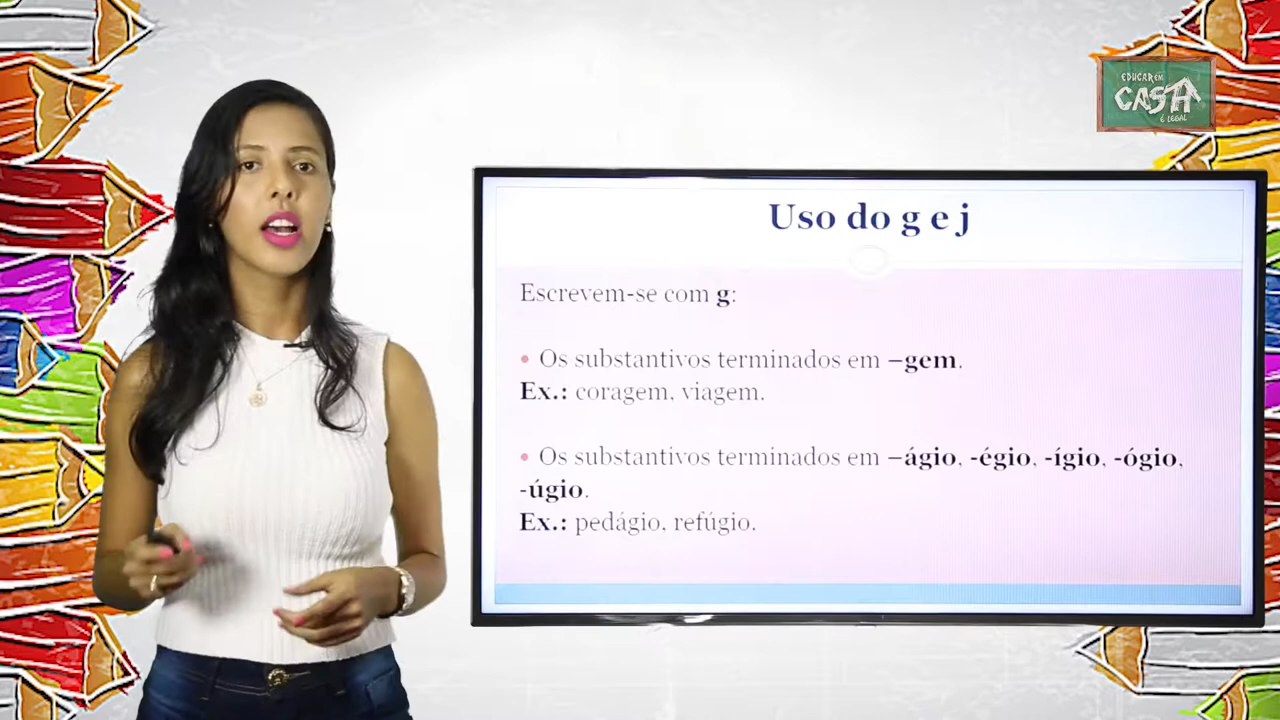 EDUCAR EM
CASA
É LEGAL
Uso do g e j
Escrevem-se com g:
• Os substantivos terminados em –gem.
Ex.: coragem, viagem.
• Os substantivos terminados em –ágio, -égio, -ígio, -ógio,
-úgio.
Ex.: pedágio, refúgio.